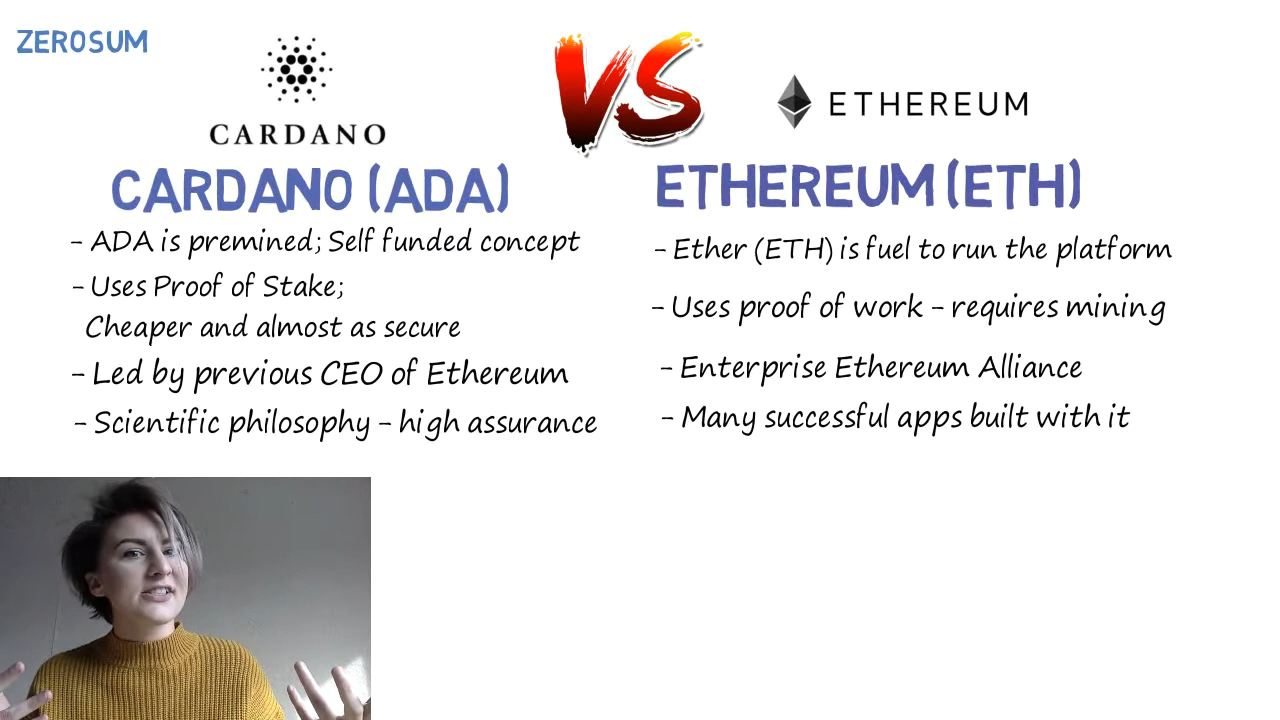 ZEROSUM
CARDANO
VS
ETHEREUM
CARDANO (ADA)
- ADA is premined; Self funded concept
- Uses Proof of Stake;
Cheaper and almost as secure
- Led by previous CEO of Ethereum
- Scientific philosophy - high assurance
ETHEREUM (ETH)
- Ether (ETH) is fuel to run the platform
- Uses proof of work - requires mining
- Enterprise Ethereum Alliance
- Many successful apps built with it